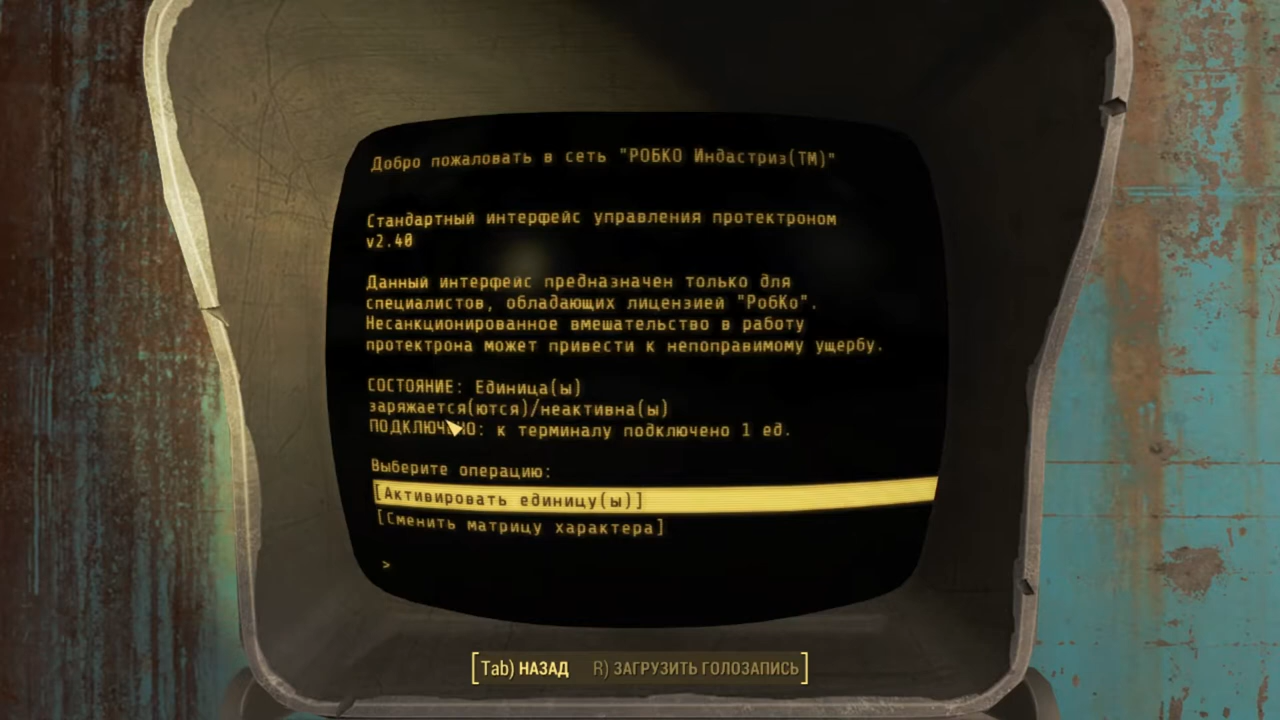 Добро пожаловать в сеть "РОБКО Индастриз(ТМ)"
Стандартный интерфейс управления протектроном
v2.40
Данный интерфейс предназначен только для
специалистов, обладающих лицензией "РобКо".
Несанкционированное вмешательство в работу
протектрона может привести к непоправимому ущербу.
СОСТОЯНИЕ: Единица(ы)
заряжается(ются)/неактивна(ы)
ПОДКЛЮЧЕНО: к терминалу подключено 1 ед.
Выберите операцию:
[Активировать единицу(ы)]
[Сменить матрицу характера]
>
Tab) НАЗАД R) ЗАГРУЗИТЬ ГОЛОЗАПИСЬ